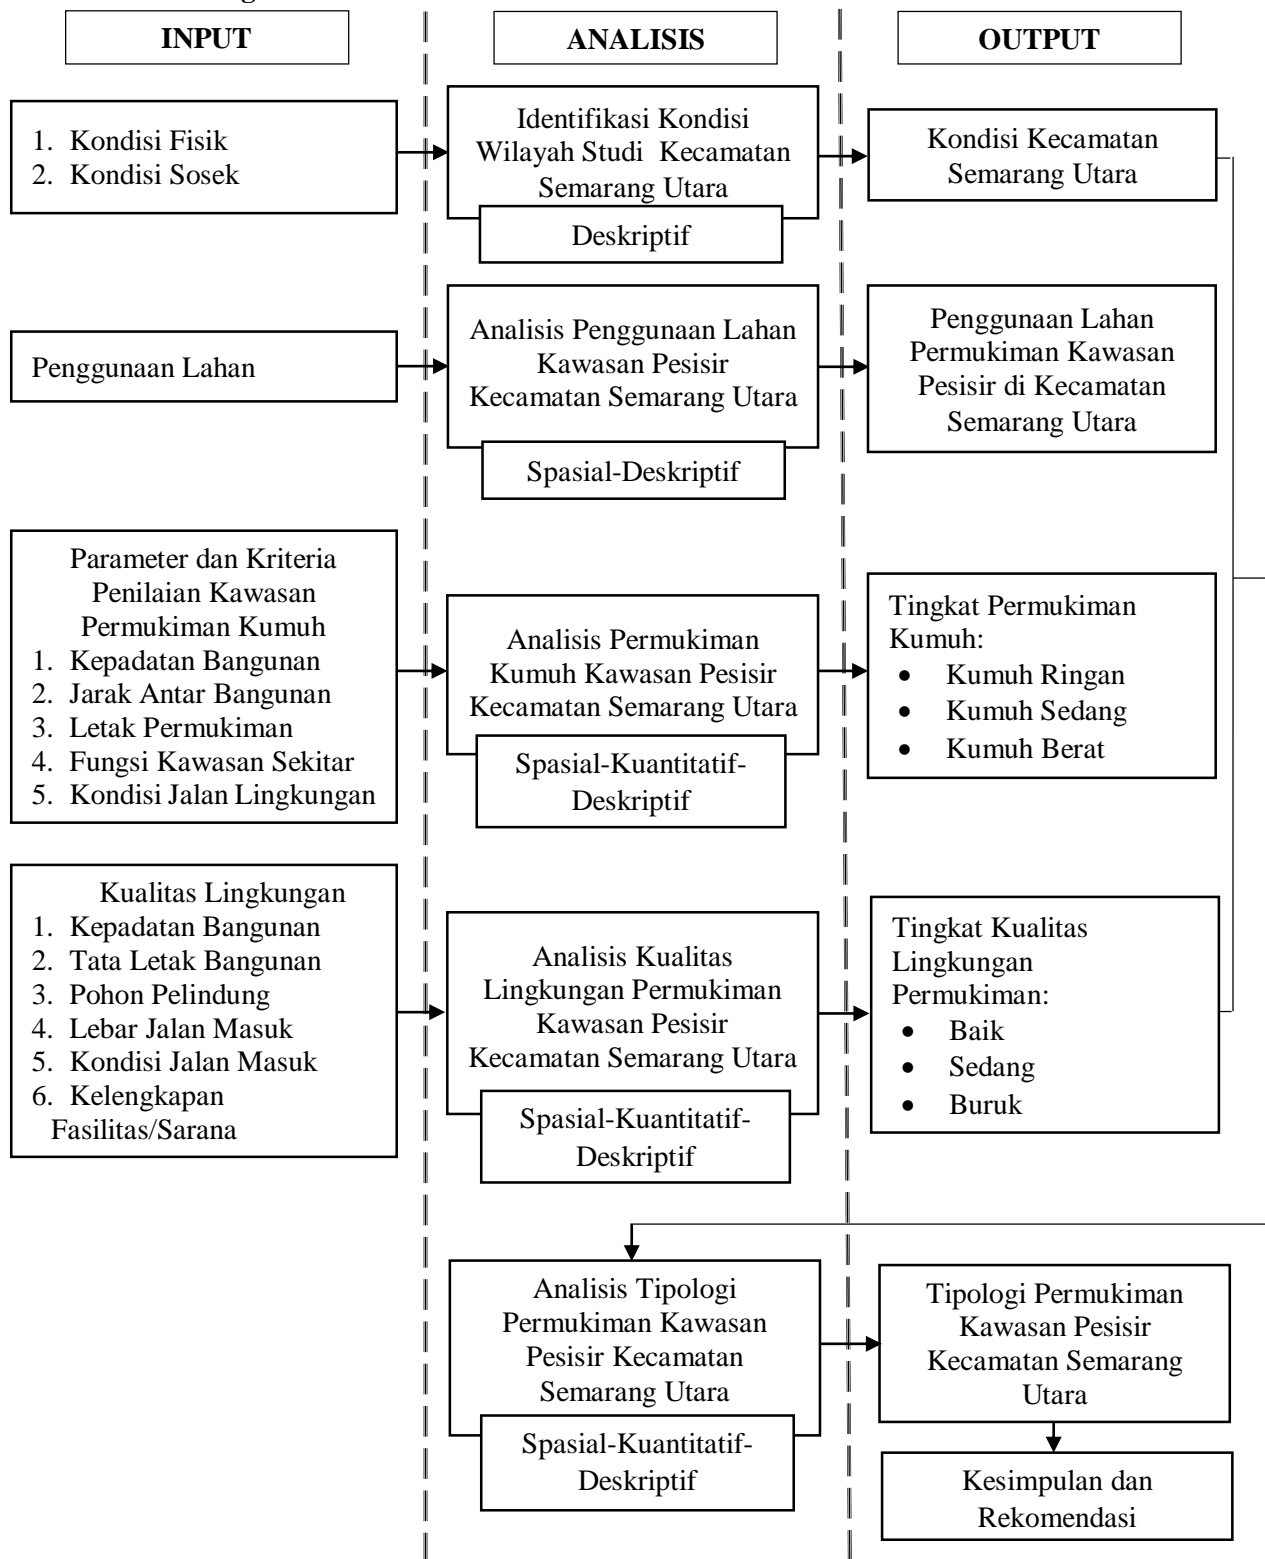 INPUT
ANALISIS
OUTPUT
1. Kondisi Fisik
2. Kondisi Sosek
Identifikasi Kondisi
Wilayah Studi Kecamatan
Semarang Utara
Deskriptif
Kondisi Kecamatan
Semarang Utara
Penggunaan Lahan
Analisis Penggunaan Lahan
Kawasan Pesisir
Kecamatan Semarang Utara
Spasial-Deskriptif
Penggunaan Lahan
Permukiman Kawasan
Pesisir di Kecamatan
Semarang Utara
Parameter dan Kriteria
Penilaian Kawasan
Permukiman Kumuh
1. Kepadatan Bangunan
2. Jarak Antar Bangunan
3. Letak Permukiman
4. Fungsi Kawasan Sekitar
5. Kondisi Jalan Lingkungan
Analisis Permukiman
Kumuh Kawasan Pesisir
Kecamatan Semarang Utara
Spasial-Kuantitatif-
Deskriptif
Tingkat Permukiman
Kumuh:
• Kumuh Ringan
• Kumuh Sedang
• Kumuh Berat
Kualitas Lingkungan
1. Kepadatan Bangunan
2. Tata Letak Bangunan
3. Pohon Pelindung
4. Lebar Jalan Masuk
5. Kondisi Jalan Masuk
6. Kelengkapan
Fasilitas/Sarana
Analisis Kualitas
Lingkungan Permukiman
Kawasan Pesisir
Kecamatan Semarang Utara
Spasial-Kuantitatif-
Deskriptif
Tingkat Kualitas
Lingkungan
Permukiman:
• Baik
• Sedang
• Buruk
Analisis Tipologi
Permukiman Kawasan
Pesisir Kecamatan
Semarang Utara
Spasial-Kuantitatif-
Deskriptif
Tipologi Permukiman
Kawasan Pesisir
Kecamatan Semarang
Utara
Kesimpulan dan
Rekomendasi